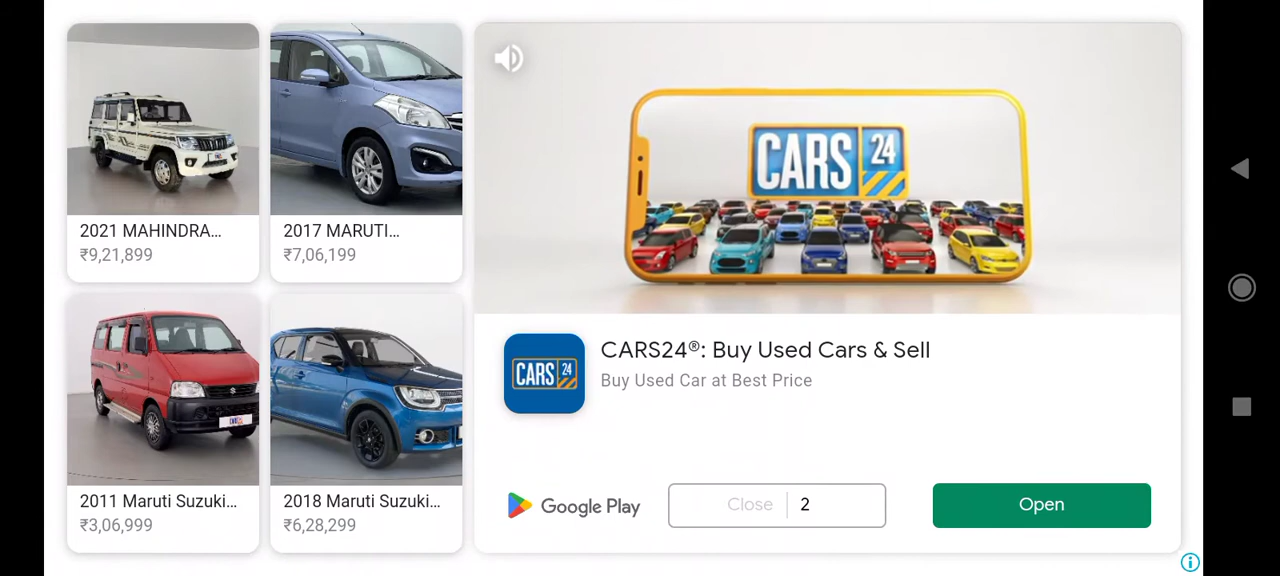 2021 MAHINDRA...
₹9,21,899
2017 MARUTI...
₹7,06,199
2011 Maruti Suzuki...
₹3,06,999
2018 Maruti Suzuki...
₹6,28,299
CARS 24
CARS 24
CARS24®: Buy Used Cars & Sell
Buy Used Car at Best Price
Google Play
Close 2
Open